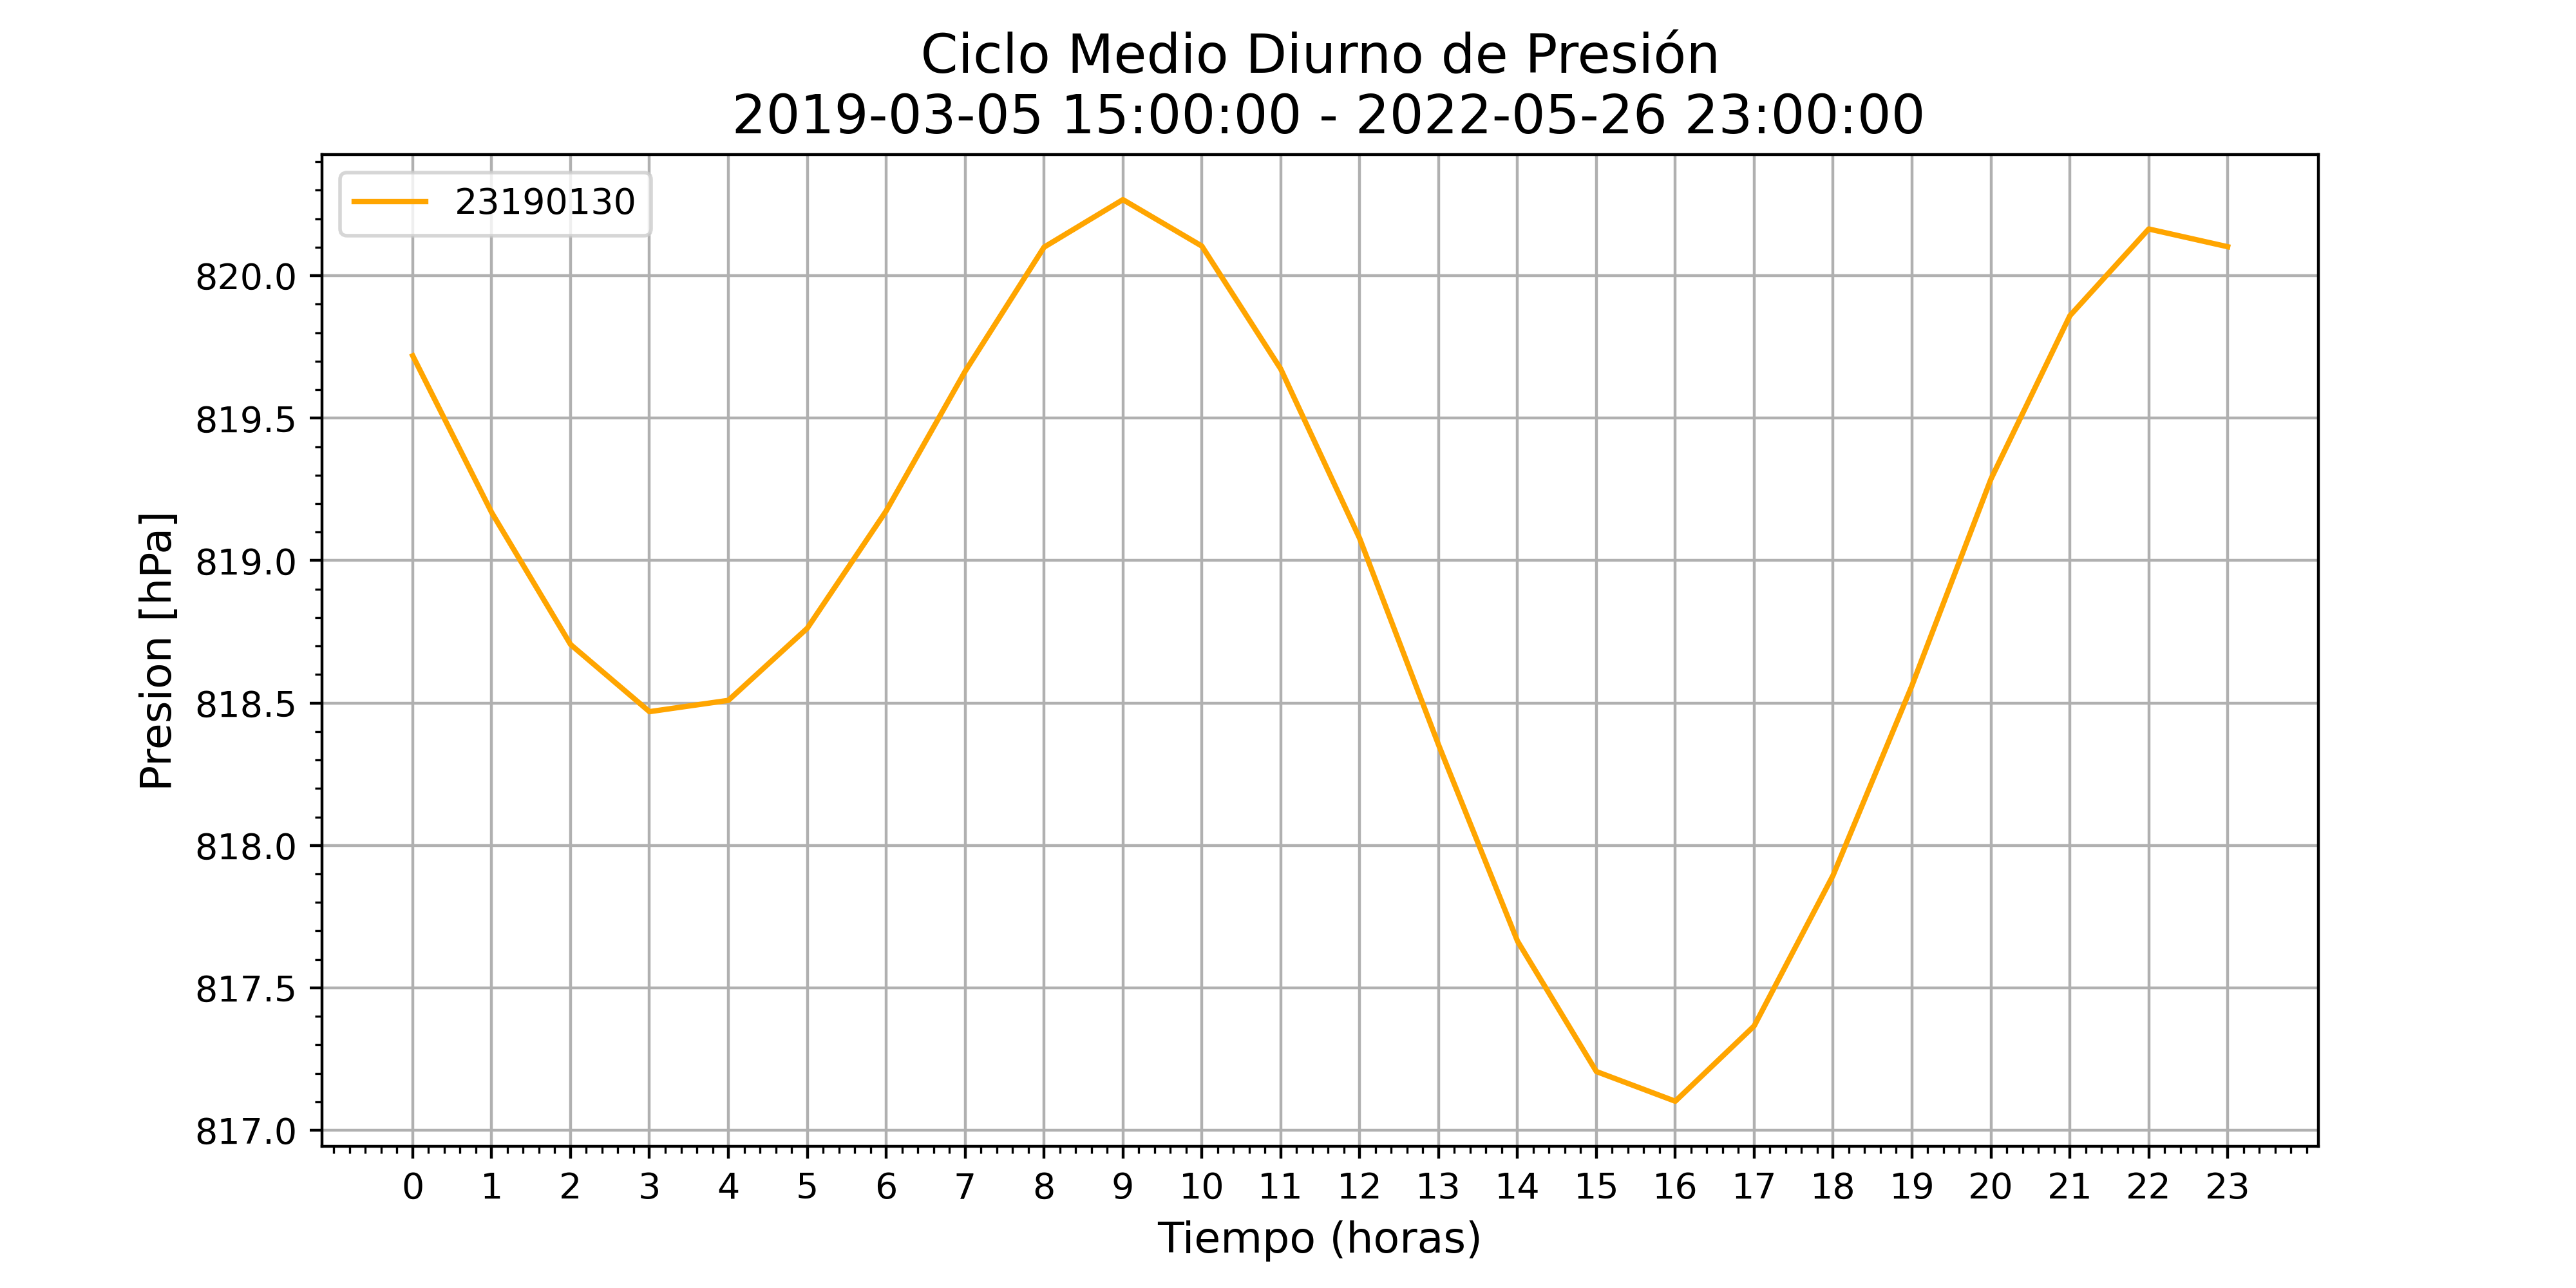 Ciclo Medio Diurno de Presión
2019-03-05 15:00:00 - 2022-05-26 23:00:00
23190130
Presion [hPa]
820.0
819.5
819.0
818.5
818.0
817.5
817.0
0 1 2 3 4 5 6 7 8 9 10 11 12 13 14 15 16 17 18 19 20 21 22 23
Tiempo (horas)